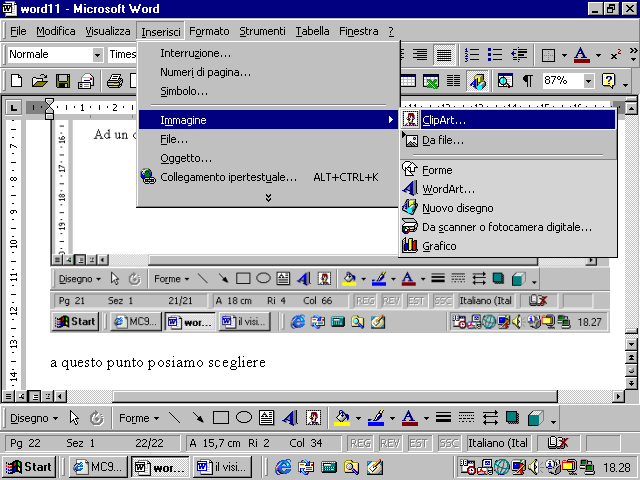 word11 - Microsoft Word
File Modifica Visualizza Inserisci Formato Strumenti Tabella Finestra ?
Normale Times
87%
Interruzione...
Numeri di pagina...
Simbolo...
Immagine
File...
Oggetto...
Collegamento ipertestuale... ALT+CTRL+K
ClipArt...
Da file...
Forme
WordArt...
Nuovo disegno
Da scanner o fotocamera digitale...
Grafico
Ad un
Disegno Forme
Pg 21 Sez 1 21/21 A 18 cm Ri 4 Col 66 REG REV EST SSC Italiano (Ital
Start MC9... wor... il visi... 18.27
a questo punto posiamo scegliere
Disegno Forme
Pg 22 Sez 1 22/22 A 15,7 cm Ri 2 Col 34 REG REV EST SSC Italiano (Ital
Start MC9... wor... il visi... 18.28